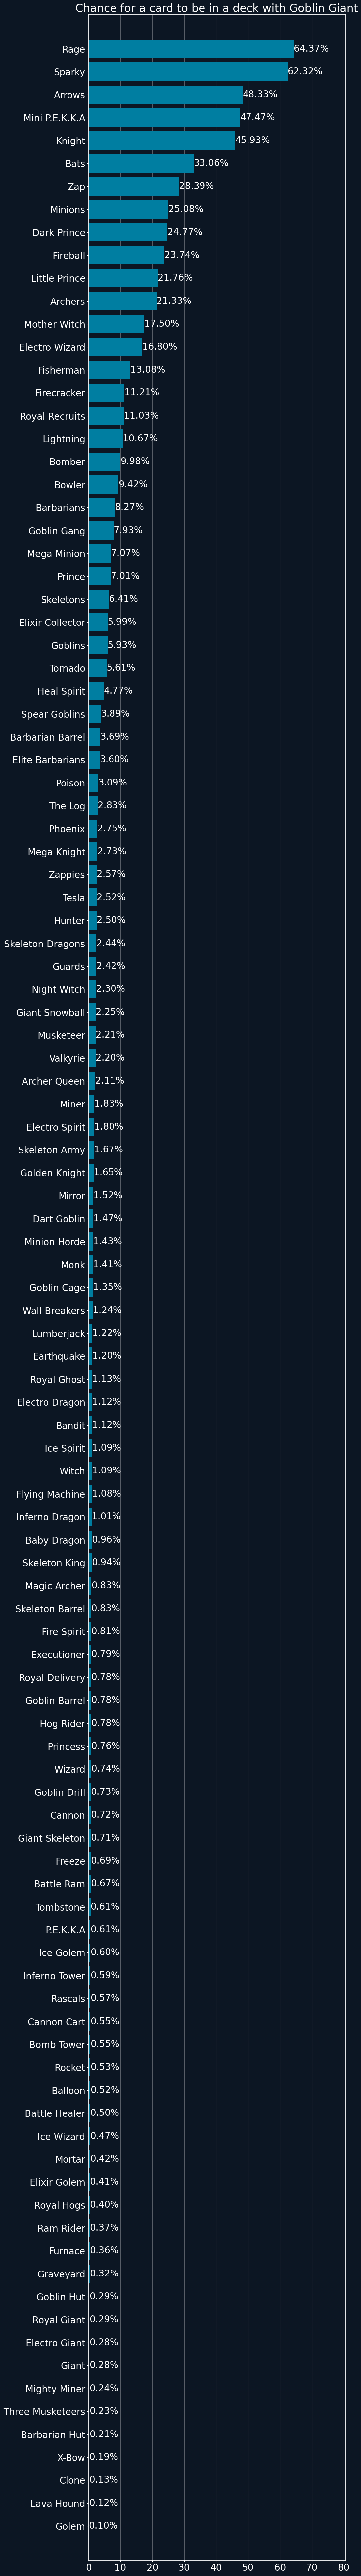 Chance for a card to be in a deck with Goblin Giant
Rage 64.37%
Sparky 62.32%
Arrows 48.33%
Mini P.E.K.K.A 47.47%
Knight 45.93%
Bats 33.06%
Zap 28.39%
Minions 25.08%
Dark Prince 24.77%
Fireball 23.74%
Little Prince 21.76%
Archers 21.33%
Mother Witch 17.50%
Electro Wizard 16.80%
Fisherman 13.08%
Firecracker 11.21%
Royal Recruits 11.03%
Lightning 10.67%
Bomber 9.98%
Bowler 9.42%
Barbarians 8.27%
Goblin Gang 7.93%
Mega Minion 7.07%
Prince 7.01%
Skeletons 6.41%
Elixir Collector 5.99%
Goblins 5.93%
Tornado 5.61%
Heal Spirit 4.77%
Spear Goblins 3.89%
Barbarian Barrel 3.69%
Elite Barbarians 3.60%
Poison 3.09%
The Log 2.83%
Phoenix 2.75%
Mega Knight 2.73%
Zappies 2.57%
Tesla 2.52%
Hunter 2.50%
Skeleton Dragons 2.44%
Guards 2.42%
Night Witch 2.30%
Giant Snowball 2.25%
Musketeer 2.21%
Valkyrie 2.20%
Archer Queen 2.11%
Miner 1.83%
Electro Spirit 1.80%
Skeleton Army 1.67%
Golden Knight 1.65%
Mirror 1.52%
Dart Goblin 1.47%
Minion Horde 1.43%
Monk 1.41%
Goblin Cage 1.35%
Wall Breakers 1.24%
Lumberjack 1.22%
Earthquake 1.20%
Royal Ghost 1.13%
Electro Dragon 1.12%
Bandit 1.12%
Ice Spirit 1.09%
Witch 1.09%
Flying Machine 1.08%
Inferno Dragon 1.01%
Baby Dragon 0.96%
Skeleton King 0.94%
Magic Archer 0.83%
Skeleton Barrel 0.83%
Fire Spirit 0.81%
Executioner 0.79%
Royal Delivery 0.78%
Goblin Barrel 0.78%
Hog Rider 0.78%
Princess 0.76%
Wizard 0.74%
Goblin Drill 0.73%
Cannon 0.72%
Giant Skeleton 0.71%
Freeze 0.69%
Battle Ram 0.67%
Tombstone 0.61%
P.E.K.K.A 0.61%
Ice Golem 0.60%
Inferno Tower 0.59%
Rascals 0.57%
Cannon Cart 0.55%
Bomb Tower 0.55%
Rocket 0.53%
Balloon 0.52%
Battle Healer 0.50%
Ice Wizard 0.47%
Mortar 0.42%
Elixir Golem 0.41%
Royal Hogs 0.40%
Ram Rider 0.37%
Furnace 0.36%
Graveyard 0.32%
Goblin Hut 0.29%
Royal Giant 0.29%
Electro Giant 0.28%
Giant 0.28%
Mighty Miner 0.24%
Three Musketeers 0.23%
Barbarian Hut 0.21%
X-Bow 0.19%
Clone 0.13%
Lava Hound 0.12%
Golem 0.10%
0 10 20 30 40 50 60 70 80